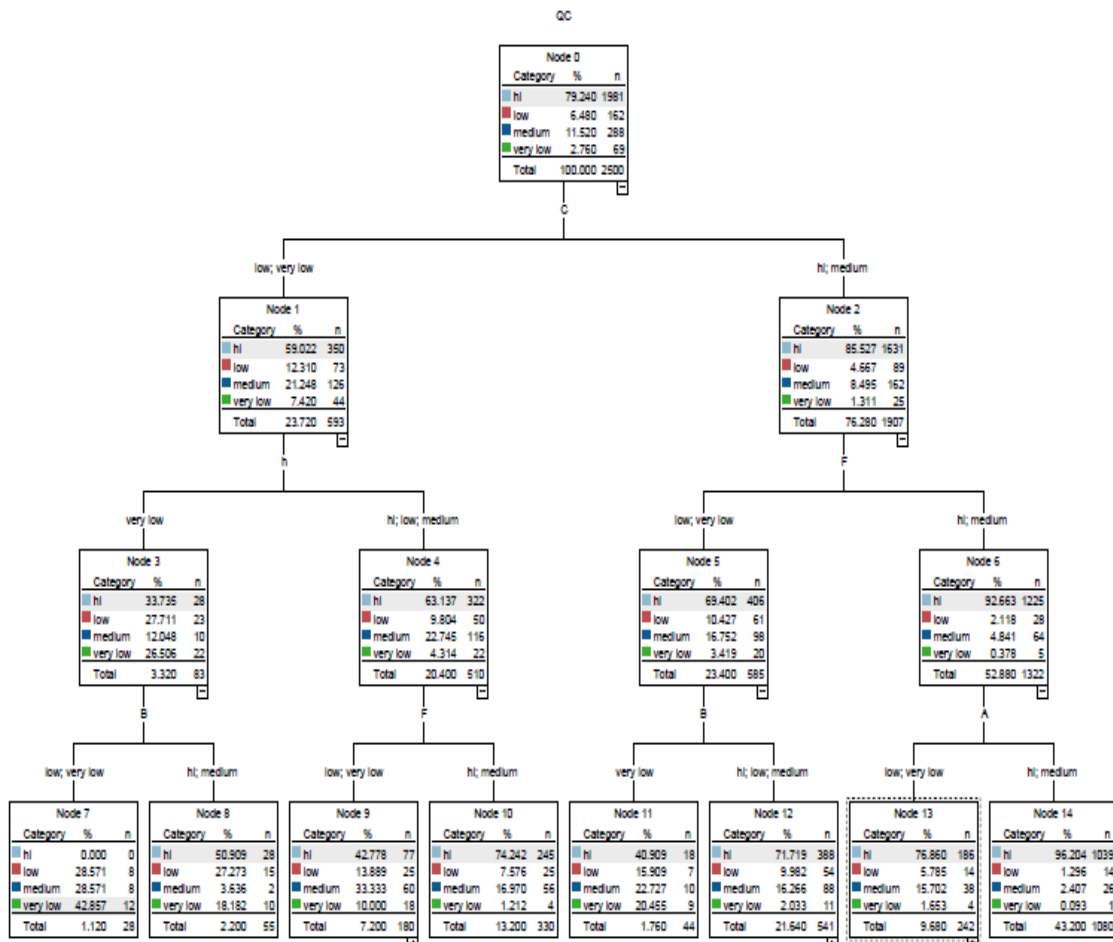 QC
Node 0
Category % n
hi 79.240 1981
low 6.480 162
medium 11.520 288
very low 2.760 69
Total 100.000 2500
C
low; very low
hi; medium
Node 1
Category % n
hi 59.022 350
low 12.310 73
medium 21.248 126
very low 7.420 44
Total 23.720 593
Node 2
Category % n
hi 85.527 1631
low 4.667 89
medium 8.495 162
very low 1.311 25
Total 76.280 1907
h
F
very low
hi; low; medium
low; very low
hi; medium
Node 3
Category % n
hi 33.735 28
low 27.711 23
medium 12.048 10
very low 26.506 22
Total 3.320 83
Node 4
Category % n
hi 63.137 322
low 9.804 50
medium 22.745 116
very low 4.314 22
Total 20.400 510
Node 5
Category % n
hi 69.402 406
low 10.427 61
medium 16.752 98
very low 3.419 20
Total 23.400 585
Node 6
Category % n
hi 92.663 1225
low 2.118 28
medium 4.841 64
very low 0.378 5
Total 52.880 1322
B
F
B
A
low; very low
hi; medium
low; very low
hi; medium
very low
hi; low; medium
low; very low
hi; medium
Node 7
Category % n
hi 0.000 0
low 28.571 8
medium 28.571 8
very low 42.857 12
Total 1.120 28
Node 8
Category % n
hi 50.909 28
low 27.273 15
medium 3.636 2
very low 18.182 10
Total 2.200 55
Node 9
Category % n
hi 42.778 77
low 13.889 25
medium 33.333 60
very low 10.000 18
Total 7.200 180
Node 10
Category % n
hi 74.242 245
low 7.576 25
medium 16.970 56
very low 1.212 4
Total 13.200 330
Node 11
Category % n
hi 40.909 18
low 15.909 7
medium 22.727 10
very low 20.455 9
Total 1.760 44
Node 12
Category % n
hi 71.719 388
low 9.982 54
medium 16.266 88
very low 2.033 11
Total 21.640 541
Node 13
Category % n
hi 76.860 186
low 5.785 14
medium 15.702 38
very low 1.653 4
Total 9.680 242
Node 14
Category % n
hi 96.204 1039
low 1.296 14
medium 2.407 26
very low 0.093 1
Total 43.200 1080